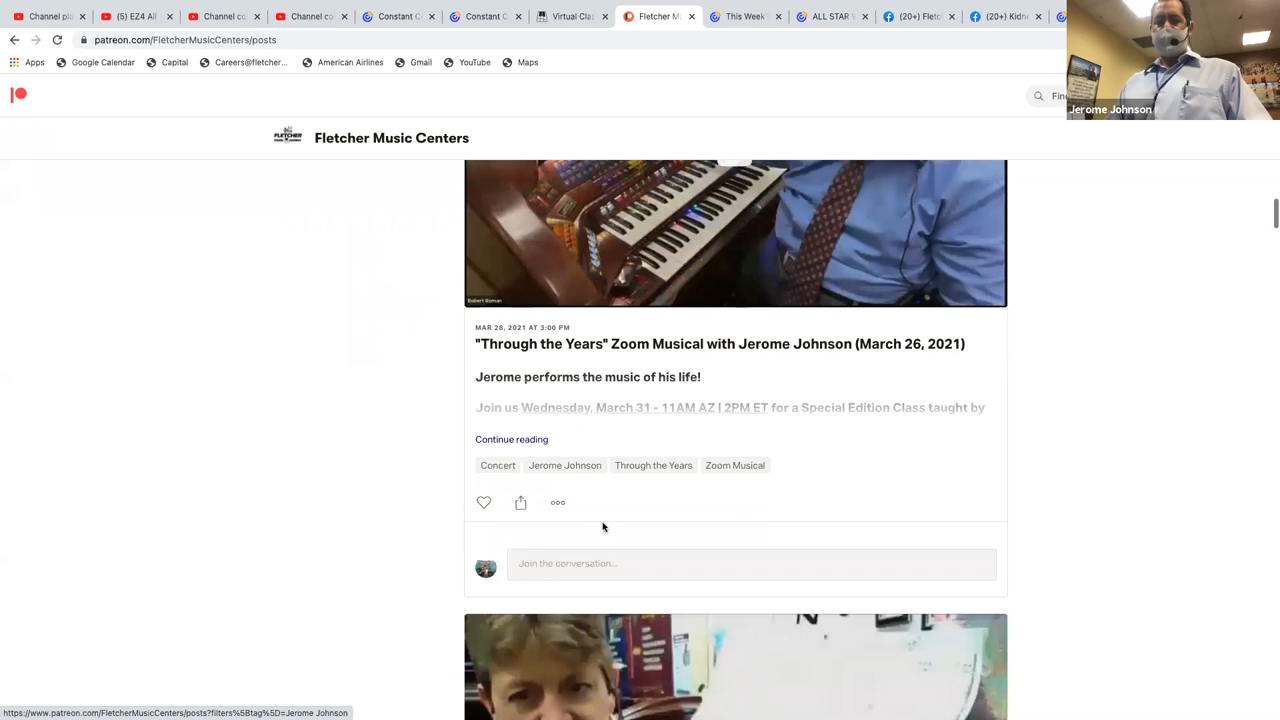 Channel pl
(5) EZ4 All
Channel co
Channel co
Constant C
Constant C
Virtual Cla
Fletcher M
This Week
ALL STAR
(20+) Fletc
(20+) Kidn
patreon.com/FletcherMusicCenters/posts
Apps
Google Calendar
Capital
Careers@fletcher...
American Airlines
Gmail
YouTube
Maps
Fin
Jerome Johnson
FLETCHER
Fletcher Music Centers
Robert Roman
MAR 28, 2021 AT 3:00 PM
"Through the Years" Zoom Musical with Jerome Johnson (March 26, 2021)
Jerome performs the music of his life!
Join us Wednesday, March 31 - 11AM AZ | 2PM ET for a Special Edition Class taught by
Continue reading
Concert
Jerome Johnson
Through the Years
Zoom Musical
Join the conversation...
https://www.patreon.com/FletcherMusicCenters/posts?filters%5Btag%5D=Jerome Johnson